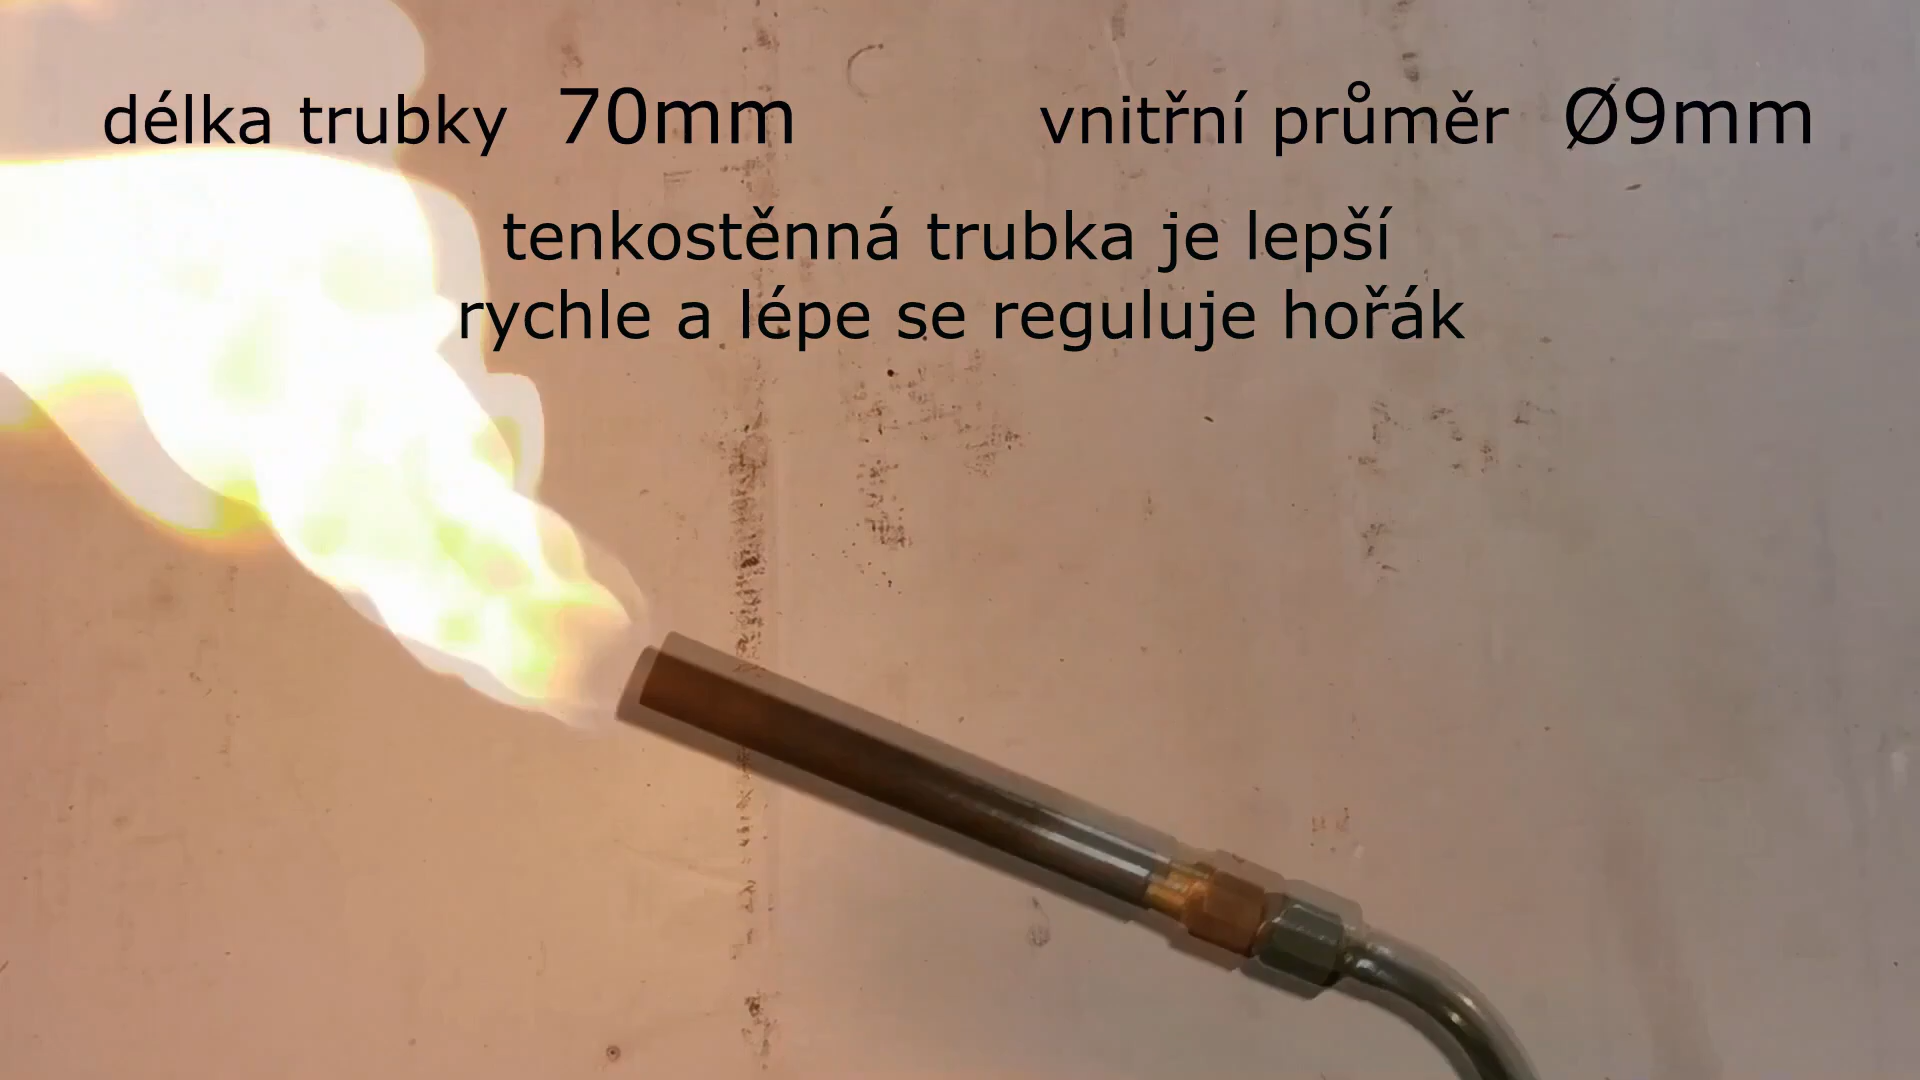 délka trubky 70mm vnitřní průměr Ø9mm
tenkostěnná trubka je lepší
rychle a lépe se reguluje hořák